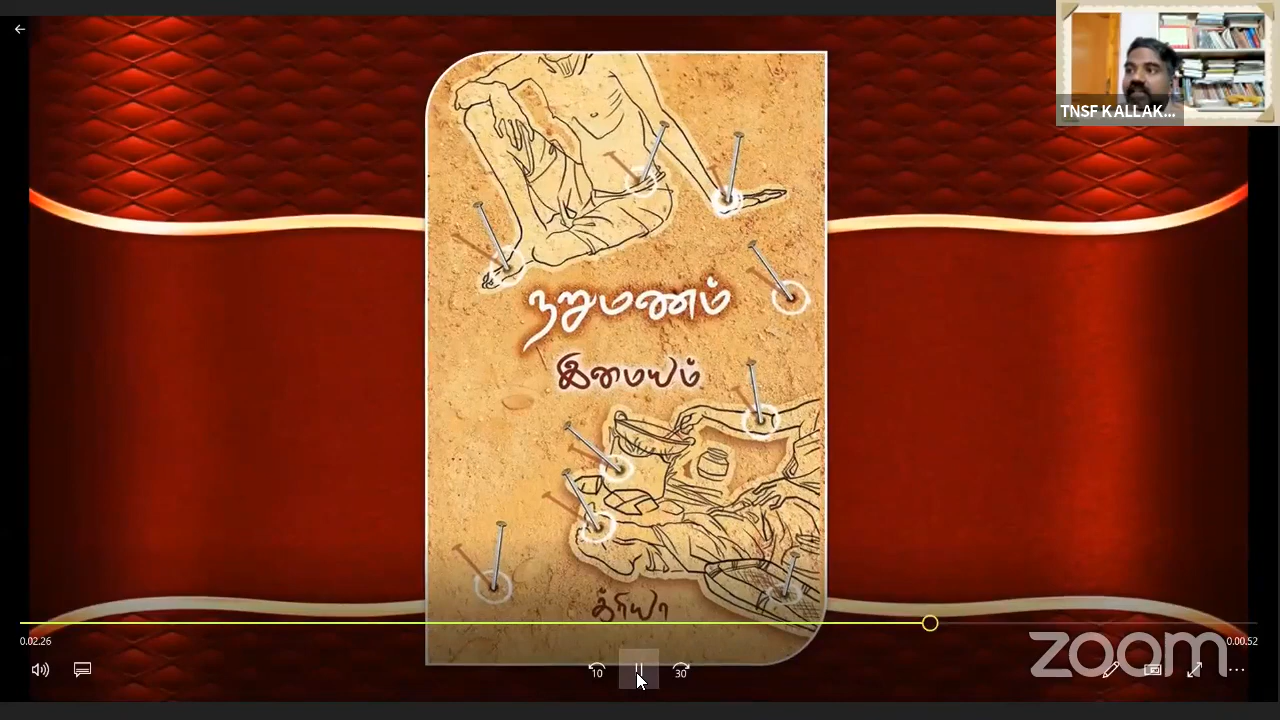 TNSF KALLAK...
நறுமணம்
இமையம்
க்ரியா
0.02.26
0.00.52
10
30
zoom